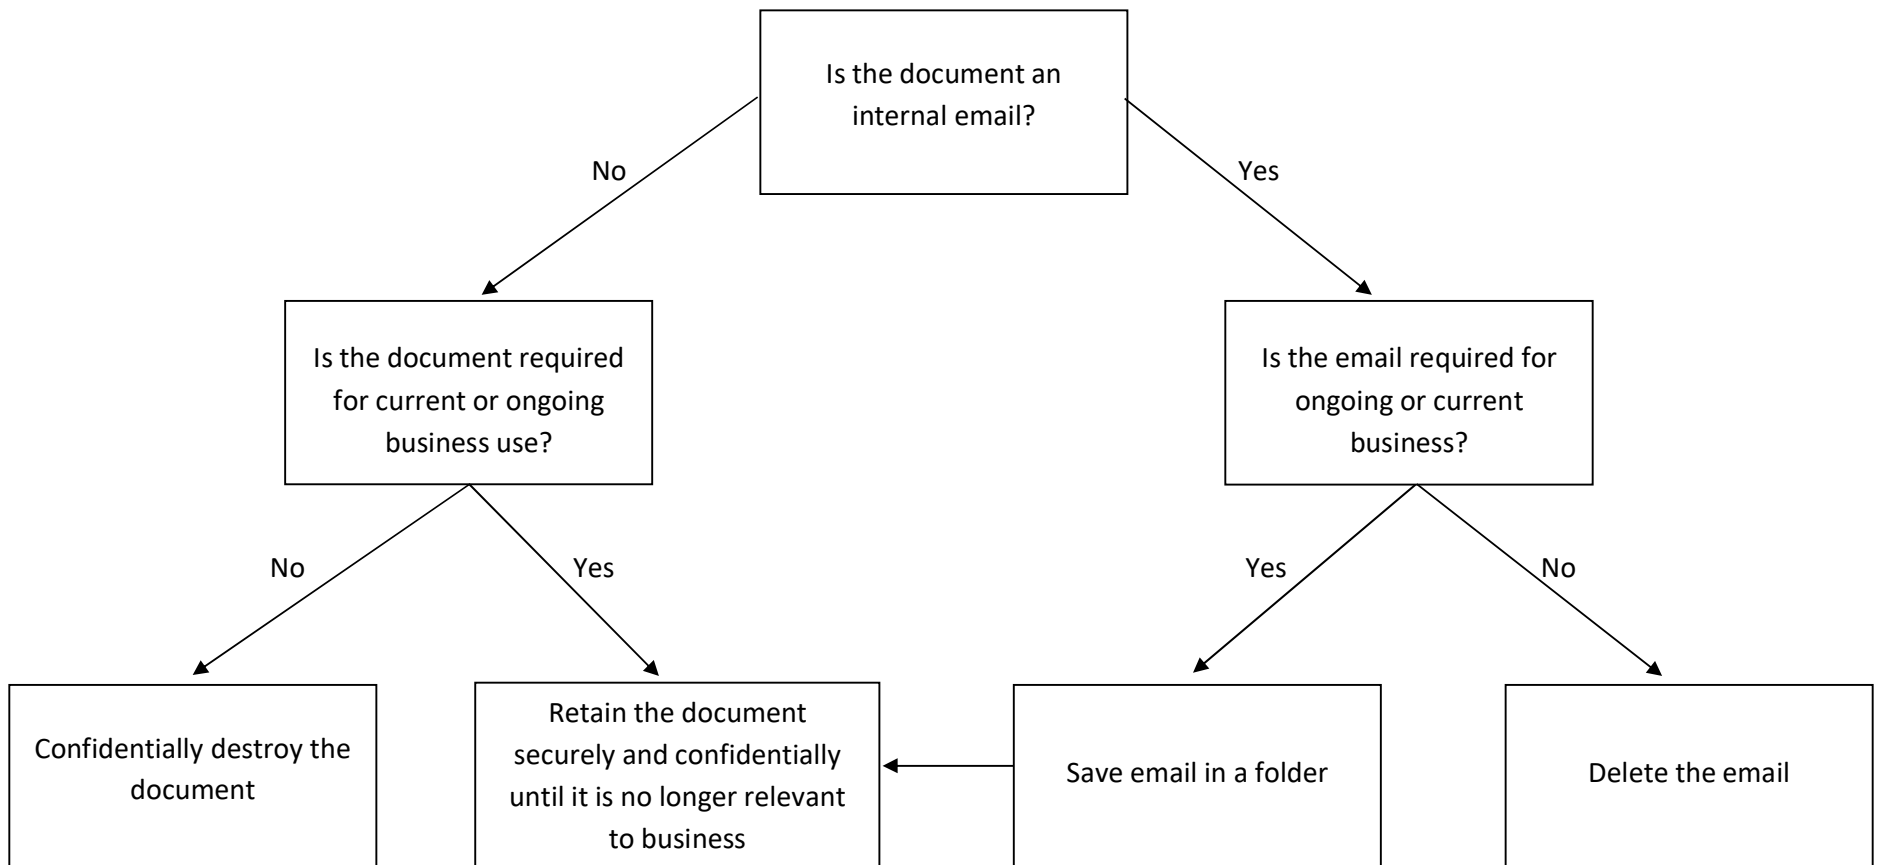 Is the document an
internal email?
No
Yes
Is the document required
for current or ongoing
business use?
Is the email required for
ongoing or current
business?
No
Yes
Yes
No
Confidentially destroy the
document
Retain the document
securely and confidentially
until it is no longer relevant
to business
Save email in a folder
Delete the email